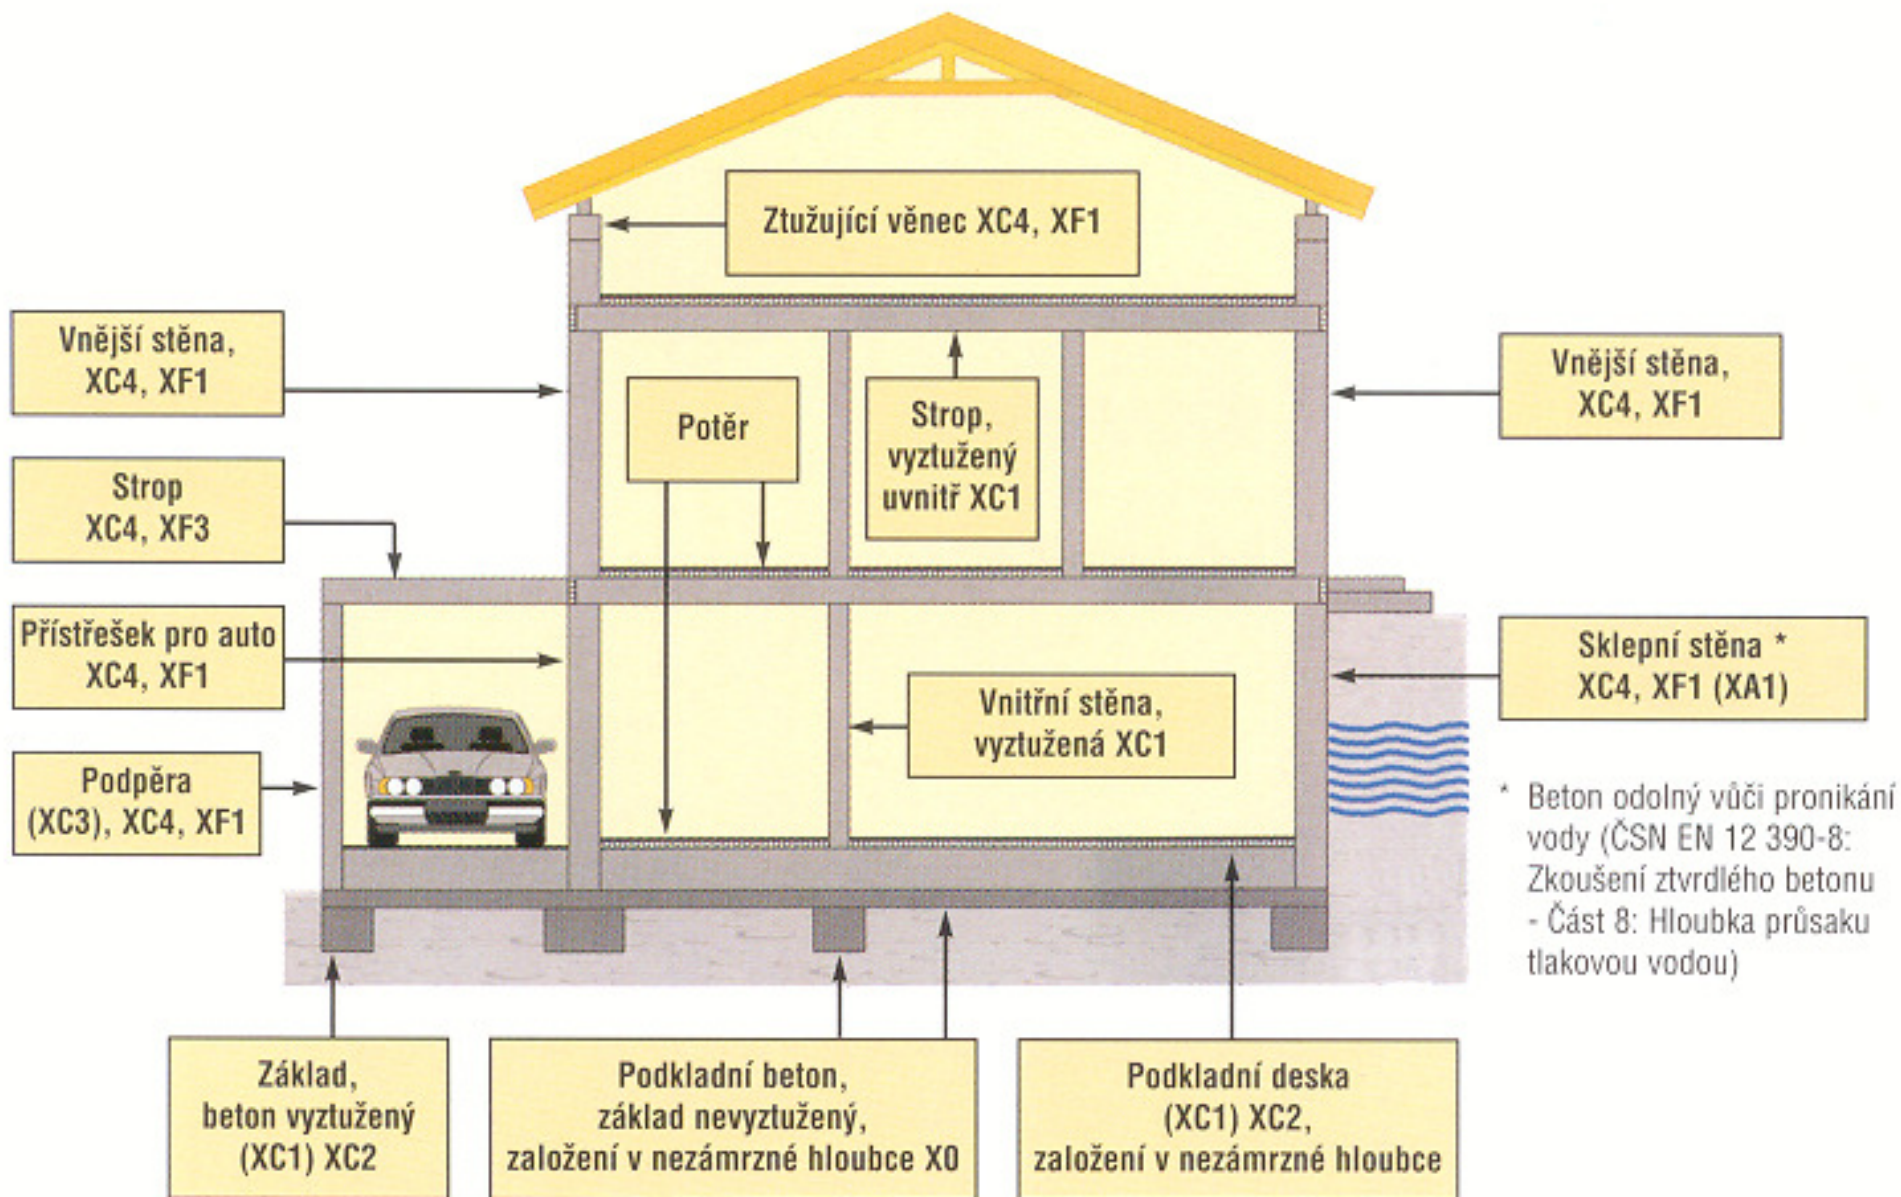 Ztužující věnec XC4, XF1
Vnější stěna,
XC4, XF1
Vnější stěna,
XC4, XF1
Potěr
Strop,
vyztužený
uvnitř XC1
Strop
XC4, XF3
Přístřešek pro auto
XC4, XF1
Sklepní stěna *
XC4, XF1 (XA1)
Vnitřní stěna,
vyztužená XC1
Podpěra
(XC3), XC4, XF1
* Beton odolný vůči pronikání
vody (ČSN EN 12 390-8:
Zkoušení ztvrdlého betonu
- Část 8: Hloubka průsaku
tlakovou vodou)
Základ,
beton vyztužený
(XC1) XC2
Podkladní beton,
základ nevyztužený,
založení v nezámrzné hloubce X0
Podkladní deska
(XC1) XC2,
založení v nezámrzné hloubce